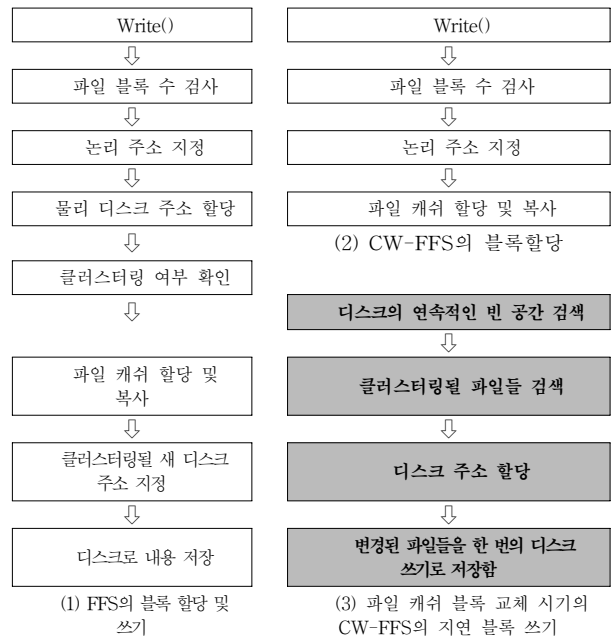 Write()
파일 블록 수 검사
논리 주소 지정
물리 디스크 주소 할당
클러스터링 여부 확인
파일 캐쉬 할당 및
복사
클러스터링될 새 디스크
주소 지정
디스크로 내용 저장
(1) FFS의 블록 할당 및
쓰기
Write()
파일 블록 수 검사
논리 주소 지정
파일 캐쉬 할당 및 복사
(2) CW-FFS의 블록할당
디스크의 연속적인 빈 공간 검색
클러스터링될 파일들 검색
디스크 주소 할당
변경된 파일들을 한 번의 디스크
쓰기로 저장함
(3) 파일 캐쉬 블록 교체 시기의
CW-FFS의 지연 블록 쓰기